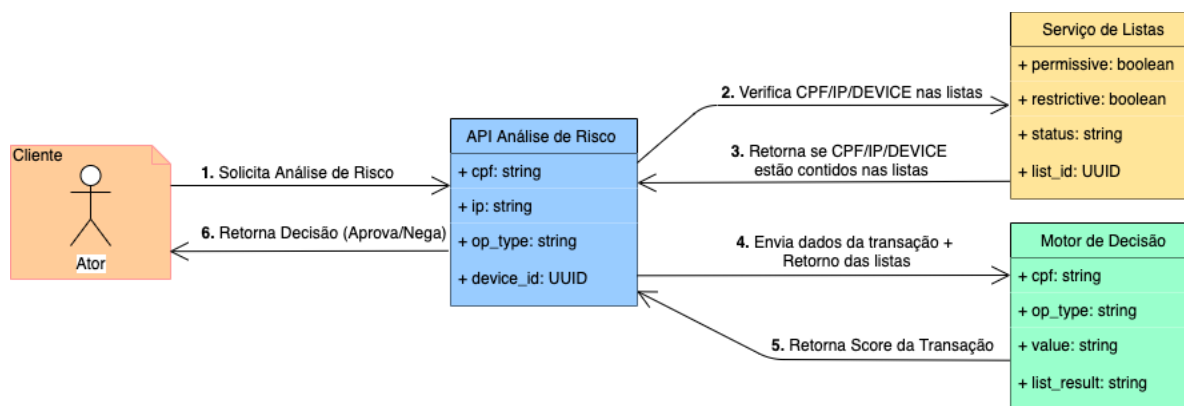 Cliente
Ator
1. Solicita Análise de Risco
6. Retorna Decisão (Aprova/Nega)
API Análise de Risco
+ cpf: string
+ ip: string
+ op_type: string
+ device_id: UUID
2. Verifica CPF/IP/DEVICE nas listas
3. Retorna se CPF/IP/DEVICE
estão contidos nas listas
4. Envia dados da transação +
Retorno das listas
5. Retorna Score da Transação
Serviço de Listas
+ permissive: boolean
+ restrictive: boolean
+ status: string
+ list_id: UUID
Motor de Decisão
+ cpf: string
+ op_type: string
+ value: string
+ list_result: string